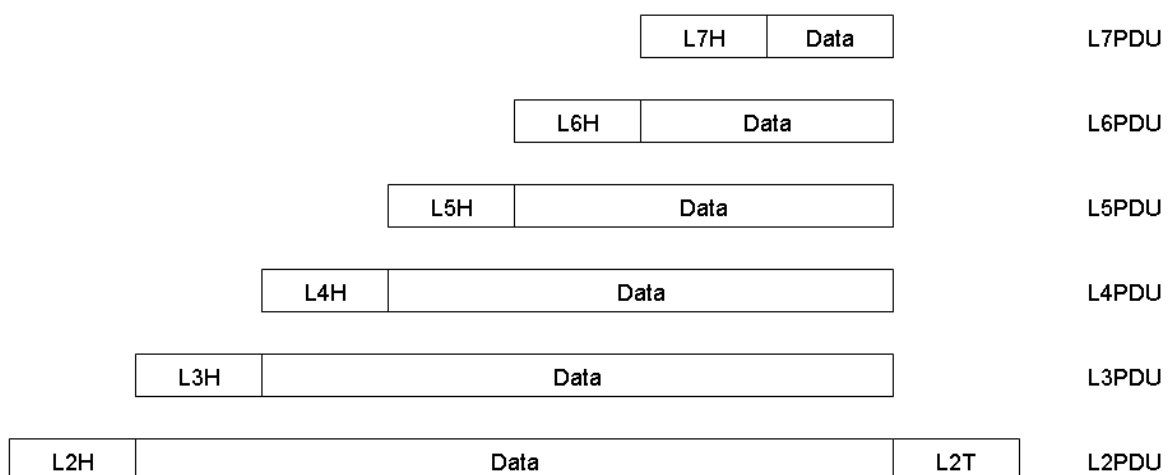 L7H Data L7PDU
L6H Data L6PDU
L5H Data L5PDU
L4H Data L4PDU
L3H Data L3PDU
L2H Data L2T L2PDU